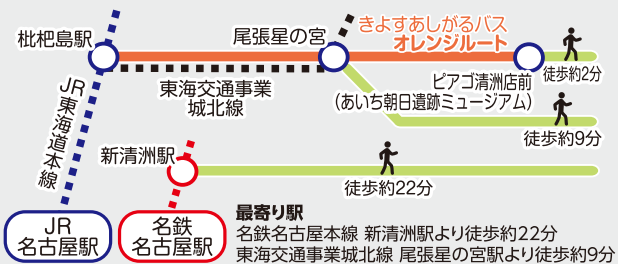 枇杷島駅
尾張星の宮
きよすあしがるバス
オレンジルート
徒歩約2分
ピアゴ清洲店前
(あいち朝日遺跡ミュージアム)
東海交通事業
城北線
徒歩約9分
JR東海道本線
新清洲駅
徒歩約22分
JR
名古屋駅
名鉄
名古屋駅
最寄り駅
名鉄名古屋本線 新清洲駅より徒歩約22分
東海交通事業城北線 尾張星の宮駅より徒歩約9分